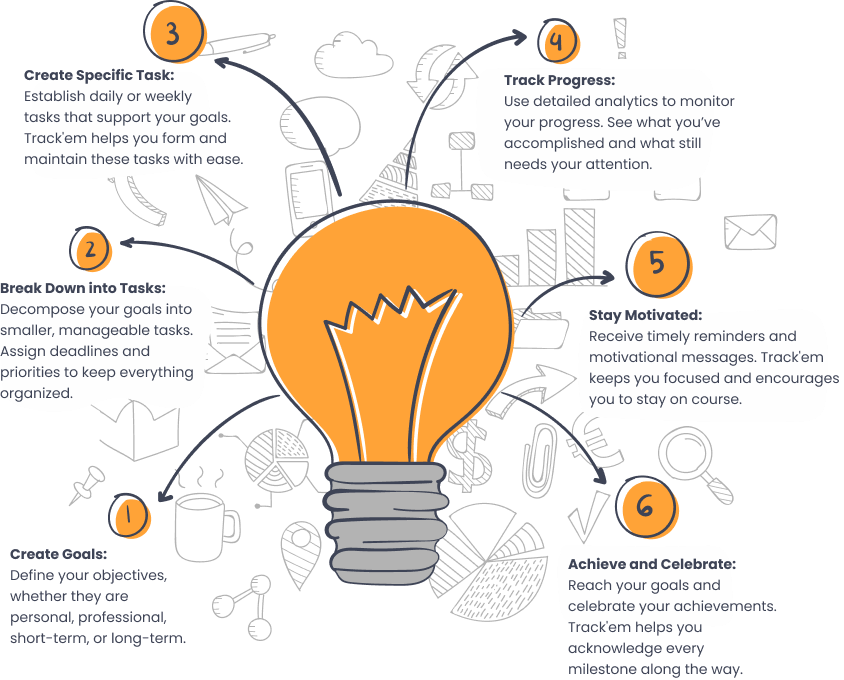 3
Create Specific Task:
Establish daily or weekly
tasks that support your goals.
Track'em helps you form and
maintain these tasks with ease.
4
Track Progress:
Use detailed analytics to monitor
your progress. See what you’ve
accomplished and what still
needs your attention.
2
Break Down into Tasks:
Decompose your goals into
smaller, manageable tasks.
Assign deadlines and
priorities to keep everything
organized.
5
Stay Motivated:
Receive timely reminders and
motivational messages. Track'em
keeps you focused and encourages
you to stay on course.
1
Create Goals:
Define your objectives,
whether they are
personal, professional,
short-term, or long-term.
6
Achieve and Celebrate:
Reach your goals and
celebrate your achievements.
Track'em helps you
acknowledge every
milestone along the way.